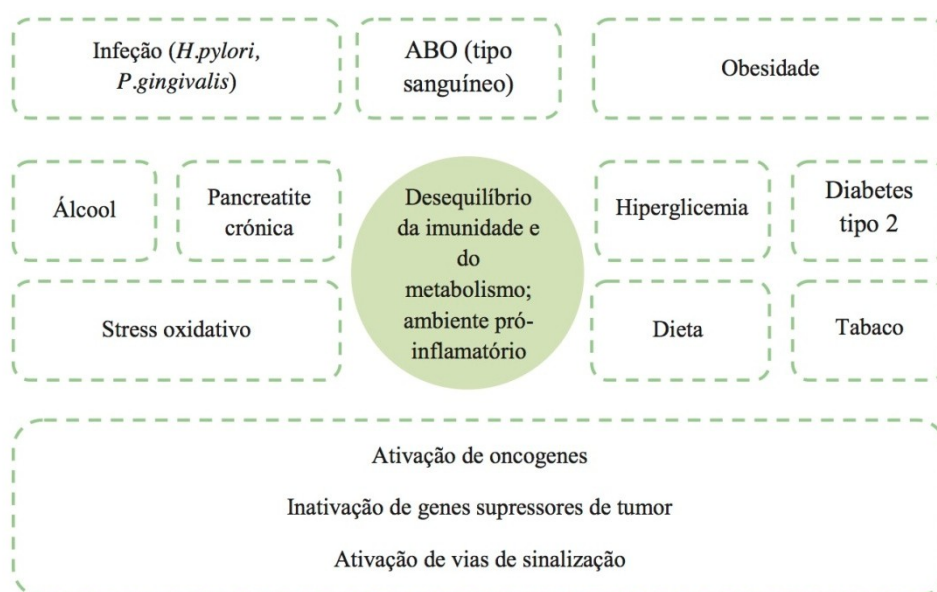 Infeção (H.pylori,
P.gingivalis)
ABO (tipo
sanguíneo)
Obesidade
Álcool
Pancreatite
crónica
Desequilíbrio
da imunidade e
do
metabolismo;
ambiente pró-
inflamatório
Hiperglicemia
Diabetes
tipo 2
Stress oxidativo
Dieta
Tabaco
Ativação de oncogenes
Inativação de genes supressores de tumor
Ativação de vias de sinalização